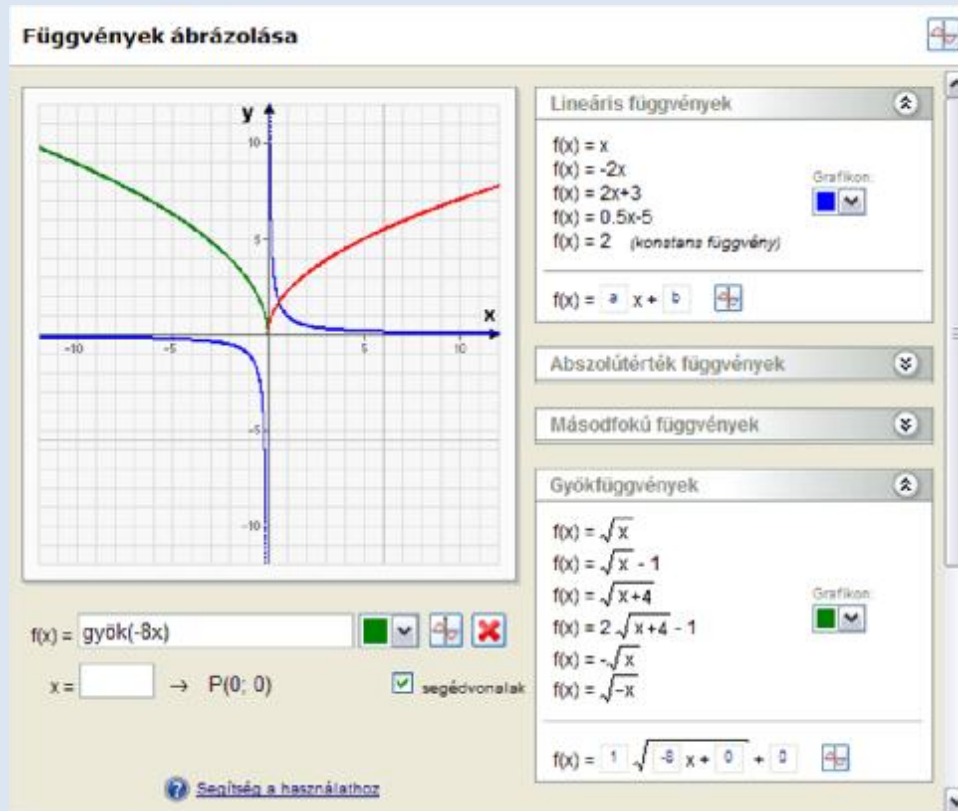 Függvények ábrázolása
y
10
5
x
-10
-5
5
10
-5
-10
f(x) = gyök(-8x)
x = → P(0; 0)
segédvonalak
Segítség a használathoz
Lineáris függvények
f(x) = x
f(x) = -2x
f(x) = 2x+3
f(x) = 0.5x-5
f(x) = 2 (konstans függvény)
Grafikon:
f(x) = a x + b
Abszolútérték függvények
Másodfokú függvények
Gyökfüggvények
f(x) = √x
f(x) = √x - 1
f(x) = √x+4
f(x) = 2√x+4 - 1
f(x) = -√x
f(x) = √-x
Grafikon:
f(x) = 1 √-8 x + 0 + 0